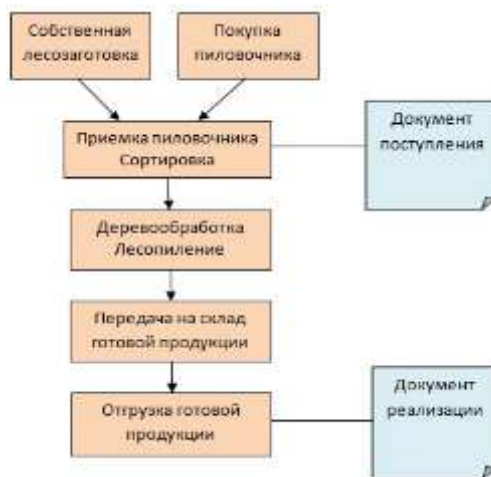 Собственная
лесозаготовка
Покупка
пиловочника
Приемка пиловочника
Сортировка
Документ
поступления
Деревообработка
Лесопиление
Передача на склад
готовой продукции
Отгрузка готовой
продукции
Документ
реализации